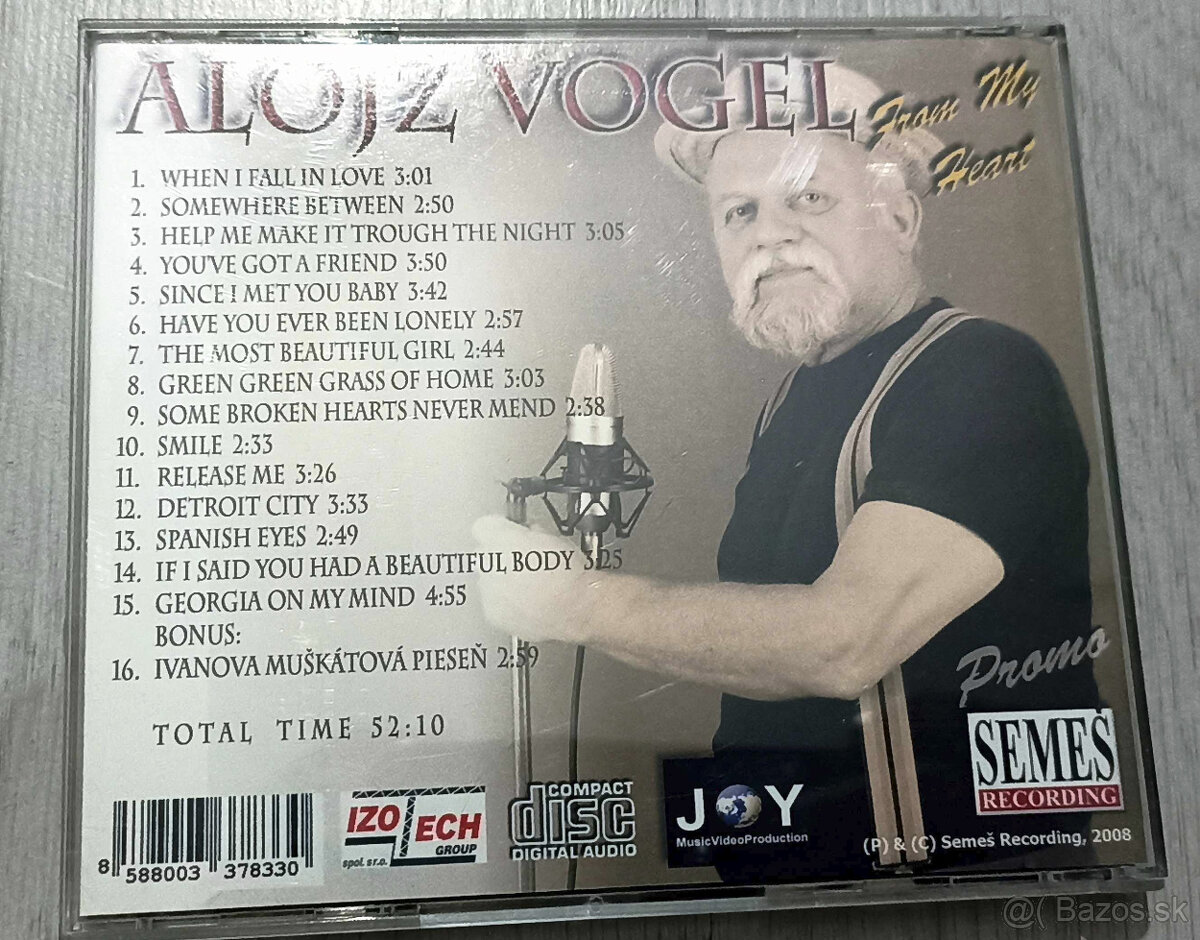 ALOJZ VOGEL
From My
Heart
1. WHEN I FALL IN LOVE 3:01
2. SOMEWHERE BETWEEN 2:50
3. HELP ME MAKE IT TROUGH THE NIGHT 3:05
4. YOU'VE GOT A FRIEND 3:50
5. SINCE I MET YOU BABY 3:42
6. HAVE YOU EVER BEEN LONELY 2:57
7. THE MOST BEAUTIFUL GIRL 2:44
8. GREEN GREEN GRASS OF HOME 3:03
9. SOME BROKEN HEARTS NEVER MEND 2:38
10. SMILE 2:33
11. RELEASE ME 3:26
12. DETROIT CITY 3:33
13. SPANISH EYES 2:49
14. IF I SAID YOU HAD A BEAUTIFUL BODY 3:25
15. GEORGIA ON MY MIND 4:55
BONUS:
16. IVANOVA MUŠKÁTOVÁ PIESEŇ 2:59
TOTAL TIME 52:10
Promo
SEMEŠ
RECORDING
8 588003 378330
IZOTECH
GROUP
spol. s r.o.
COMPACT
disc
DIGITAL AUDIO
JOY
MusicVideoProduction
(P) & (C) Semeš Recording, 2008
@( Bazos.sk